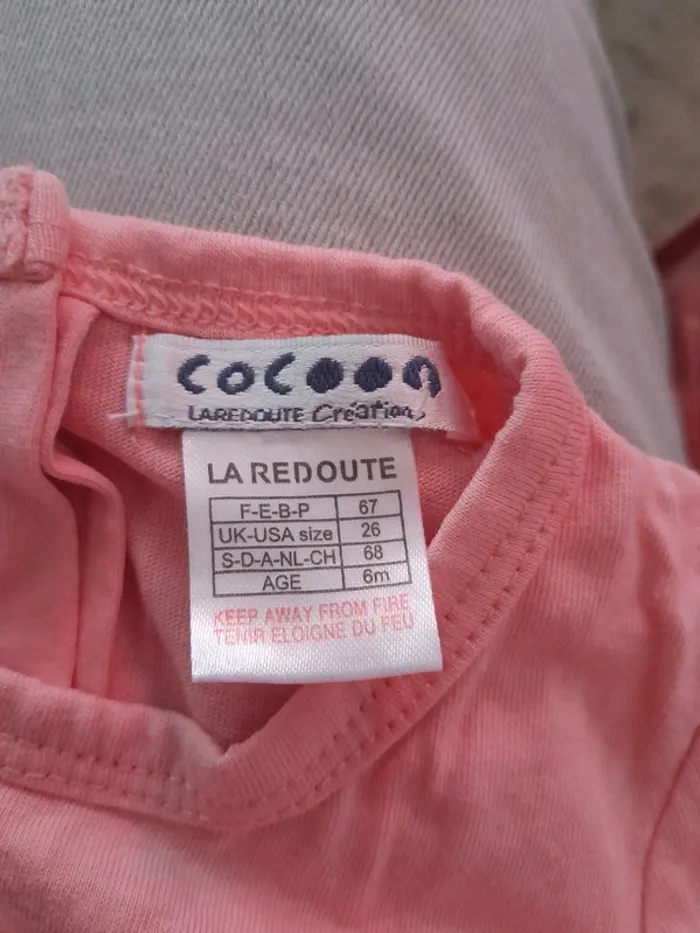 cocoon
LAREDOUTE Création
LA REDOUTE
F-E-B-P 67
UK-USA size 26
S-D-A-NL-CH 68
AGE 6m
KEEP AWAY FROM FIRE
TENIR ELOIGNE DU FEU